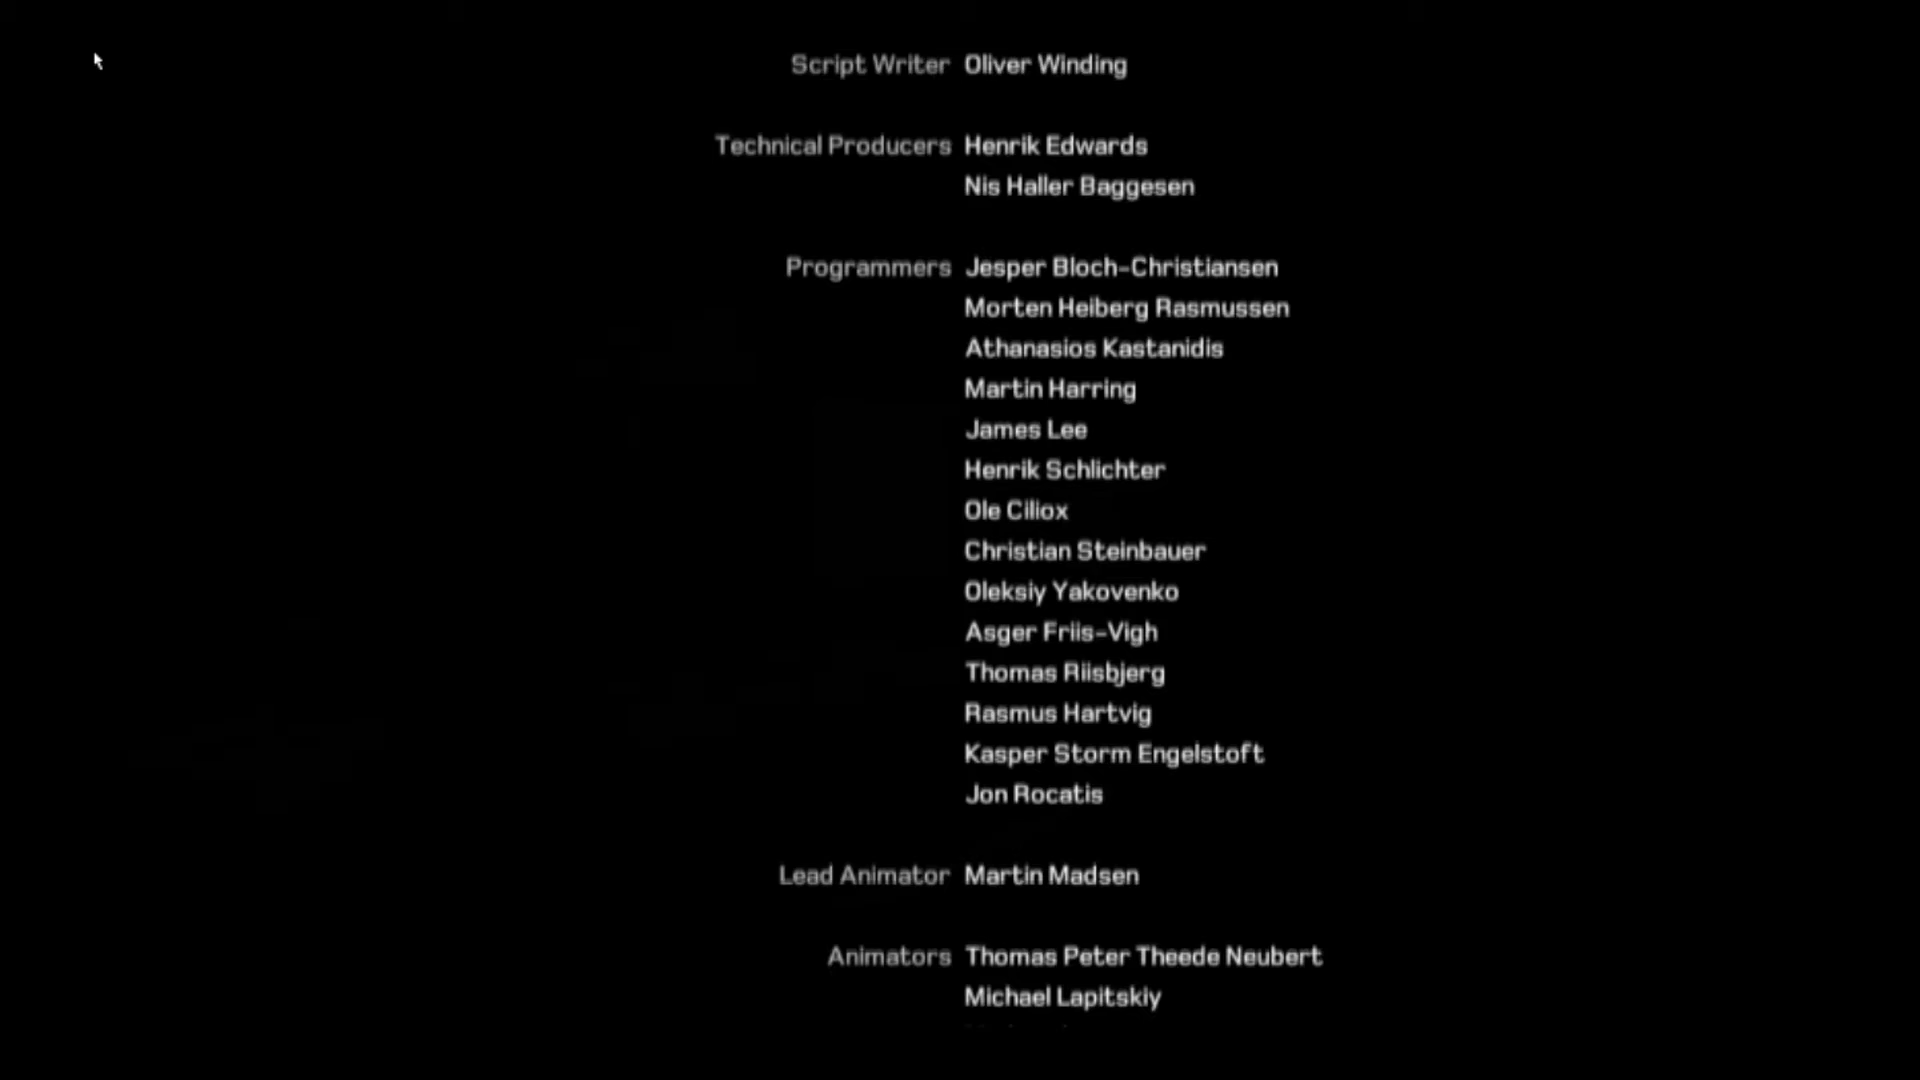 Script Writer Oliver Winding
Technical Producers Henrik Edwards
Nis Haller Baggesen
Programmers Jesper Bloch-Christiansen
Morten Heiberg Rasmussen
Athanasios Kastanidis
Martin Harring
James Lee
Henrik Schlichter
Ole Ciliox
Christian Steinbauer
Oleksiy Yakovenko
Asger Friis-Vigh
Thomas Riisbjerg
Rasmus Hartvig
Kasper Storm Engelstoft
Jon Rocatis
Lead Animator Martin Madsen
Animators Thomas Peter Theede Neubert
Michael Lapitskiy